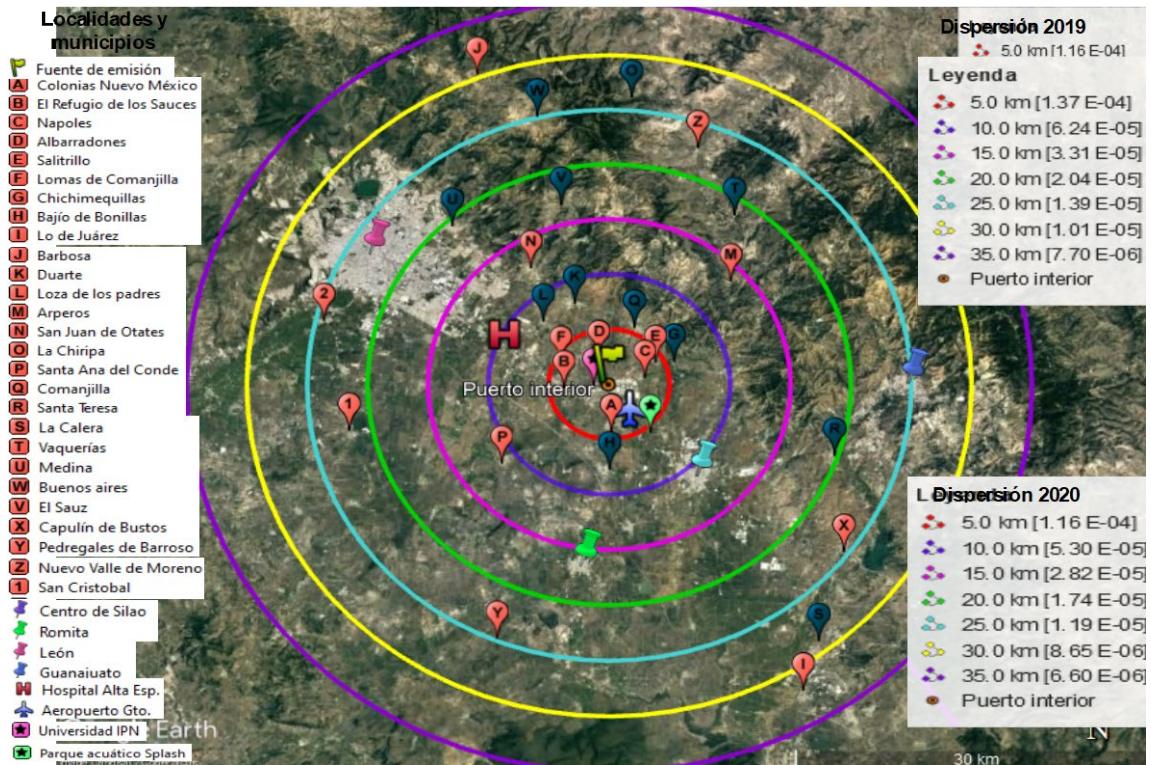 Localidades y
municipios
Fuente de emisión
A Colonias Nuevo México
B El Refugio de los Sauces
C Napoles
D Albarradones
E Salitrillo
F Lomas de Comanjilla
G Chichimequillas
H Bajío de Bonillas
I Lo de Juárez
J Barbosa
K Duarte
L Loza de los padres
M Arperos
N San Juan de Otates
O La Chiripa
P Santa Ana del Conde
Q Comanjilla
R Santa Teresa
S La Calera
T Vaquerías
U Medina
W Buenos aires
V El Sauz
X Capulín de Bustos
Y Pedregales de Barroso
Z Nuevo Valle de Moreno
1 San Cristobal
Centro de Silao
Romita
León
Guanajuato
H Hospital Alta Esp.
Aeropuerto Gto.
Universidad IPN
Parque acuático Splash
J
O
W
Z
V
T
U
N
M
K
2
L
Q
H
D
F
E
G
C
B
Puerto interior
1
A
R
P
H
X
Y
S
I
Dispersión 2019
5.0 km [1.16 E-04]
Leyenda
5.0 km [1.37 E-04]
10.0 km [6.24 E-05]
15.0 km [3.31 E-05]
20.0 km [2.04 E-05]
25.0 km [1.39 E-05]
30.0 km [1.01 E-05]
35.0 km [7.70 E-06]
Puerto interior
Dispersión 2020
5.0 km [1.16 E-04]
10.0 km [5.30 E-05]
15.0 km [2.82 E-05]
20.0 km [1.74 E-05]
25.0 km [1.19 E-05]
30.0 km [8.65 E-06]
35.0 km [6.60 E-06]
Puerto interior
Earth
N
30 km